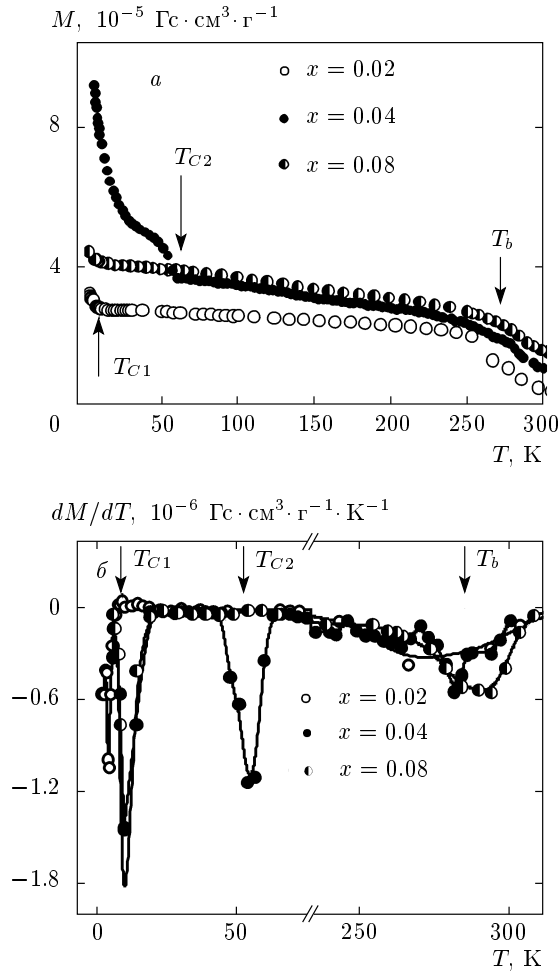 M, 10⁻⁵ Гс·см³·г⁻¹
а
x = 0.02
x = 0.04
x = 0.08
8
T_C2
T_b
4
T_C1
0
50 100 150 200 250 300
T, K
dM/dT, 10⁻⁶ Гс·см³·г⁻¹·K⁻¹
б
T_C1 T_C2 T_b
0
−0.6
x = 0.02
x = 0.04
x = 0.08
−1.2
−1.8
0 50 250 300
T, K